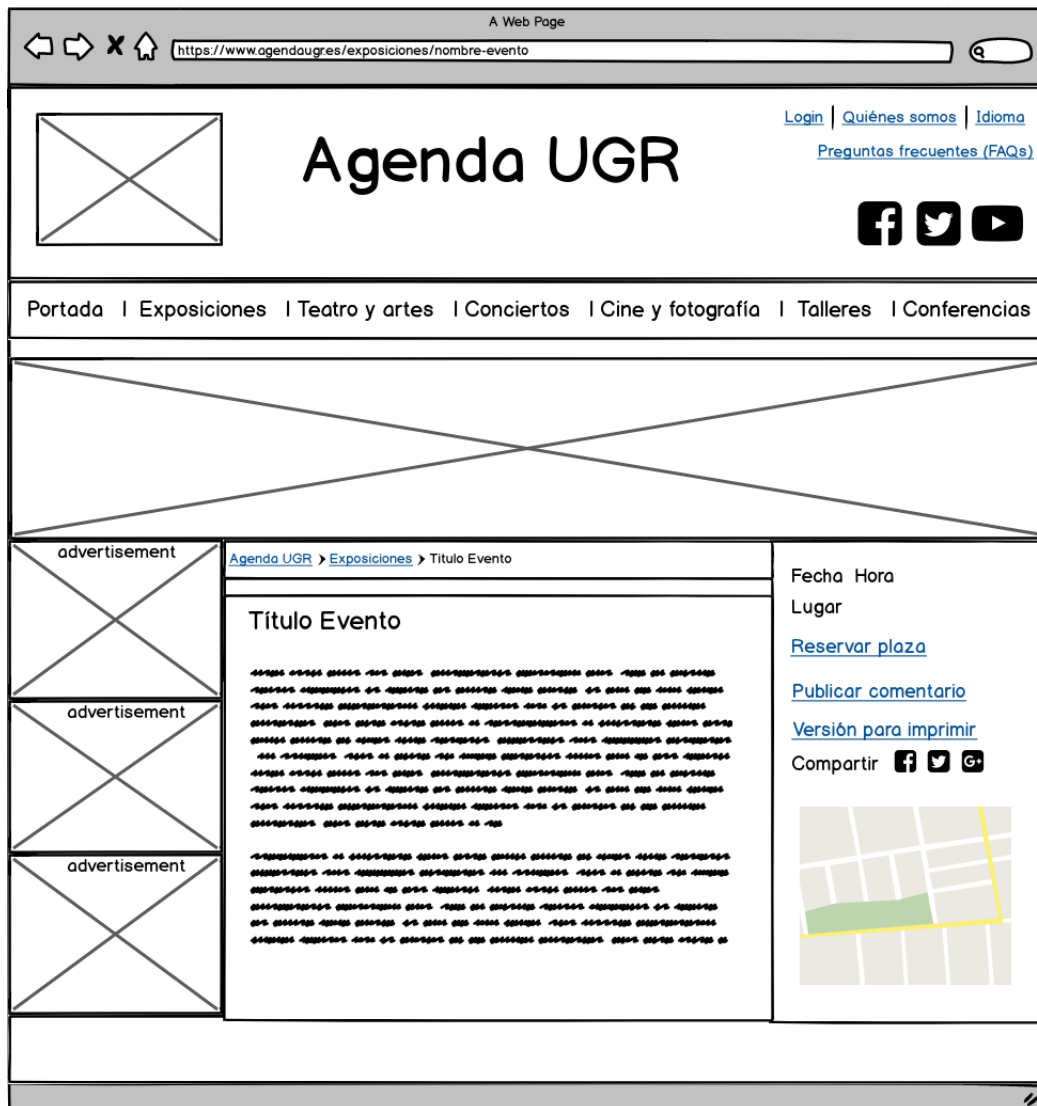 A Web Page
https://www.agendaugr.es/exposiciones/nombre-evento
Login | Quiénes somos | Idioma
Preguntas frecuentes (FAQs)
Agenda UGR
Portada | Exposiciones | Teatro y artes | Conciertos | Cine y fotografía | Talleres | Conferencias
advertisement
advertisement
advertisement
Agenda UGR > Exposiciones > Titulo Evento
Título Evento
Fecha Hora
Lugar
Reservar plaza
Publicar comentario
Versión para imprimir
Compartir